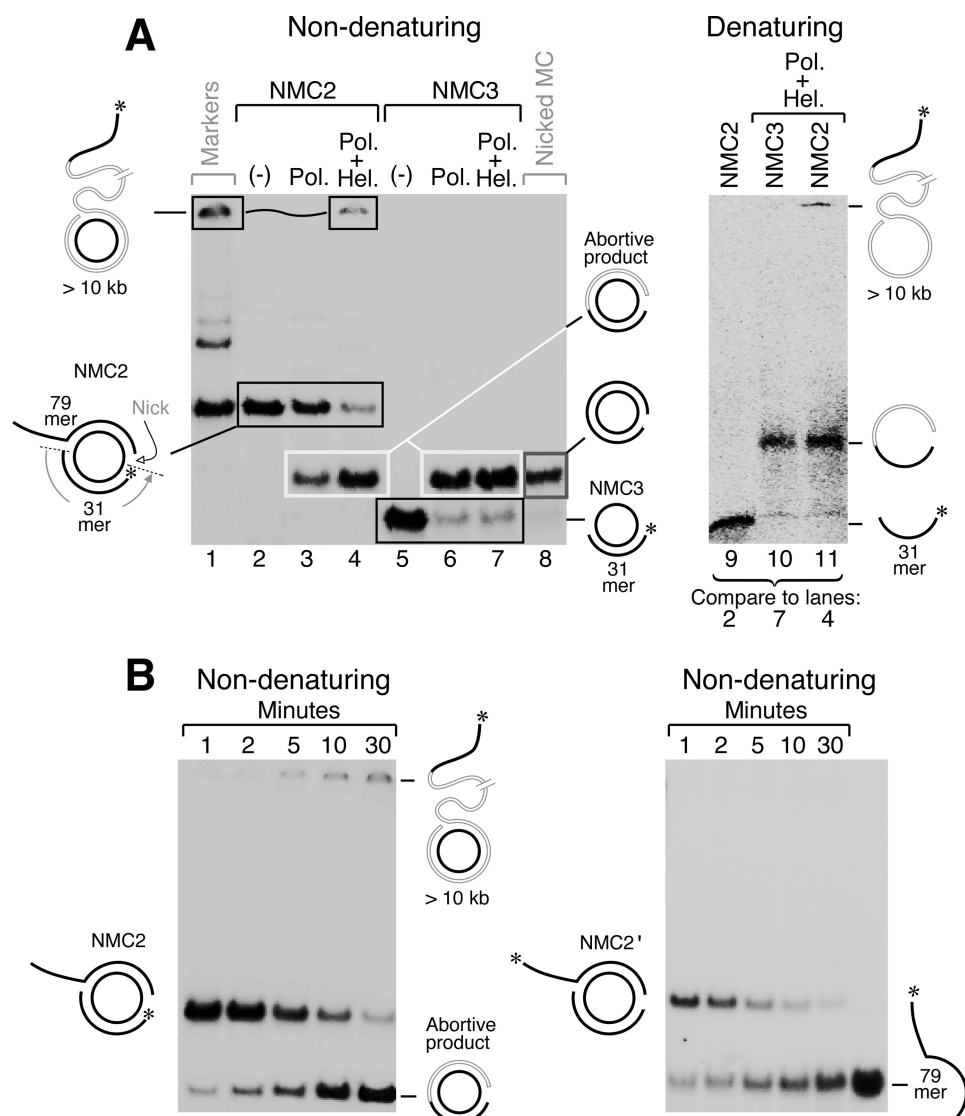 A
Non-denaturing
Denaturing
Markers
NMC2
NMC3
Nicked MC
(-)
Pol.
Pol.
+
Hel.
(-)
Pol.
Pol.
+
Hel.
NMC2
NMC3
NMC2
Pol.
+
Hel.
*
> 10 kb
NMC2
79
mer
Nick
*
31
mer
Abortive
product
NMC3
*
31
mer
1 2 3 4 5 6 7 8
*
> 10 kb
*
31
mer
9 10 11
Compare to lanes:
2 7 4
B
Non-denaturing
Minutes
1 2 5 10 30
*
> 10 kb
NMC2
*
Abortive
product
Non-denaturing
Minutes
1 2 5 10 30
NMC2'
*
*
79
mer